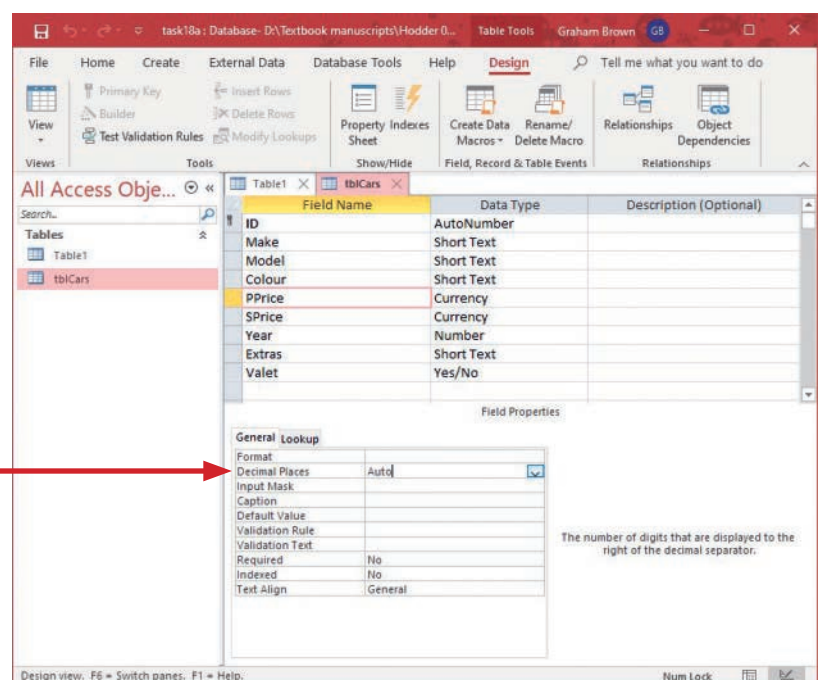 task18a : Database- D:\Textbook manuscripts\Hodder 0... Table Tools Graham Brown GB
File Home Create External Data Database Tools Help Design Tell me what you want to do
View
Primary Key
Builder
Test Validation Rules
Insert Rows
Delete Rows
Modify Lookups
Property Sheet
Indexes
Create Data Macros
Rename/ Delete Macro
Relationships
Object Dependencies
Views Tools Show/Hide Field, Record & Table Events Relationships
All Access Obje... «
Search...
Tables
Table1
tblCars
Table1 tblCars
Field Name Data Type Description (Optional)
ID AutoNumber
Make Short Text
Model Short Text
Colour Short Text
PPrice Currency
SPrice Currency
Year Number
Extras Short Text
Valet Yes/No
Field Properties
General Lookup
Format
Decimal Places Auto
Input Mask
Caption
Default Value
Validation Rule
Validation Text
Required No
Indexed No
Text Align General
The number of digits that are displayed to the
right of the decimal separator.
Design view. F6 = Switch panes. F1 = Help. Num Lock